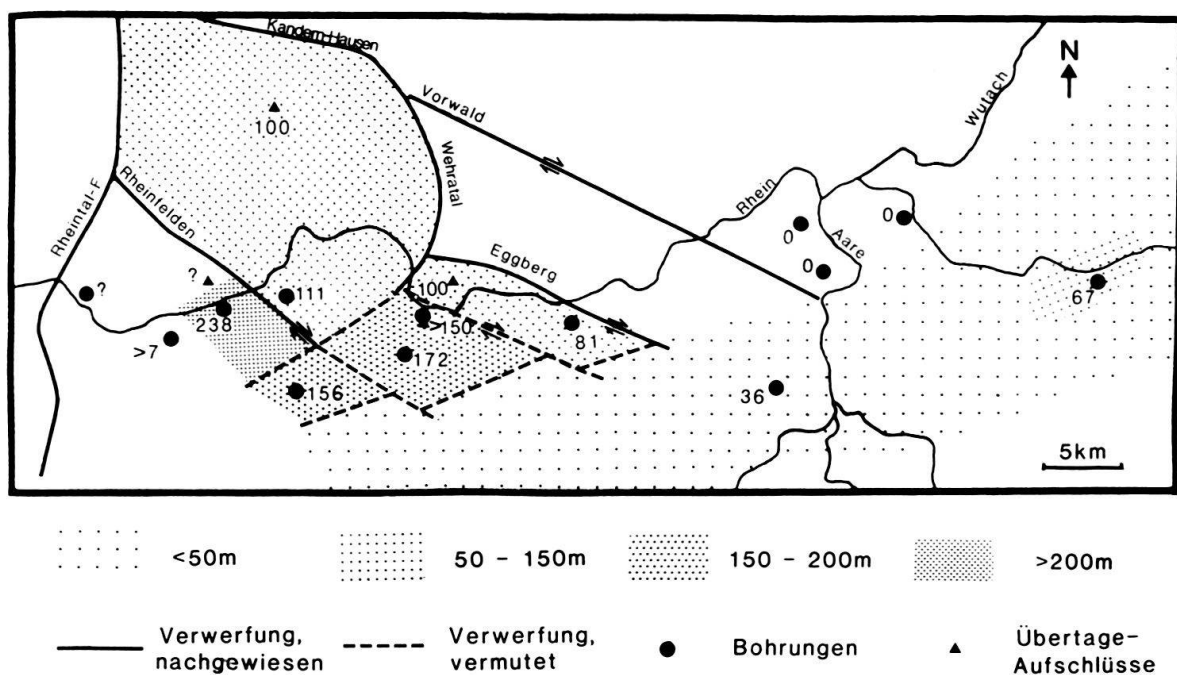 Kandern-Hausen
N
Vorwald
Wutach
100
Wehratal
Rheinfelden
Rheintal-F
Rhein
0
0
Aare
Eggberg
0
?
100
?
111
67
238
>150
81
>7
172
156
36
5km
<50m
50 - 150m
150 - 200m
>200m
Verwerfung,
nachgewiesen
Verwerfung,
vermutet
Bohrungen
Übertage-
Aufschlüsse